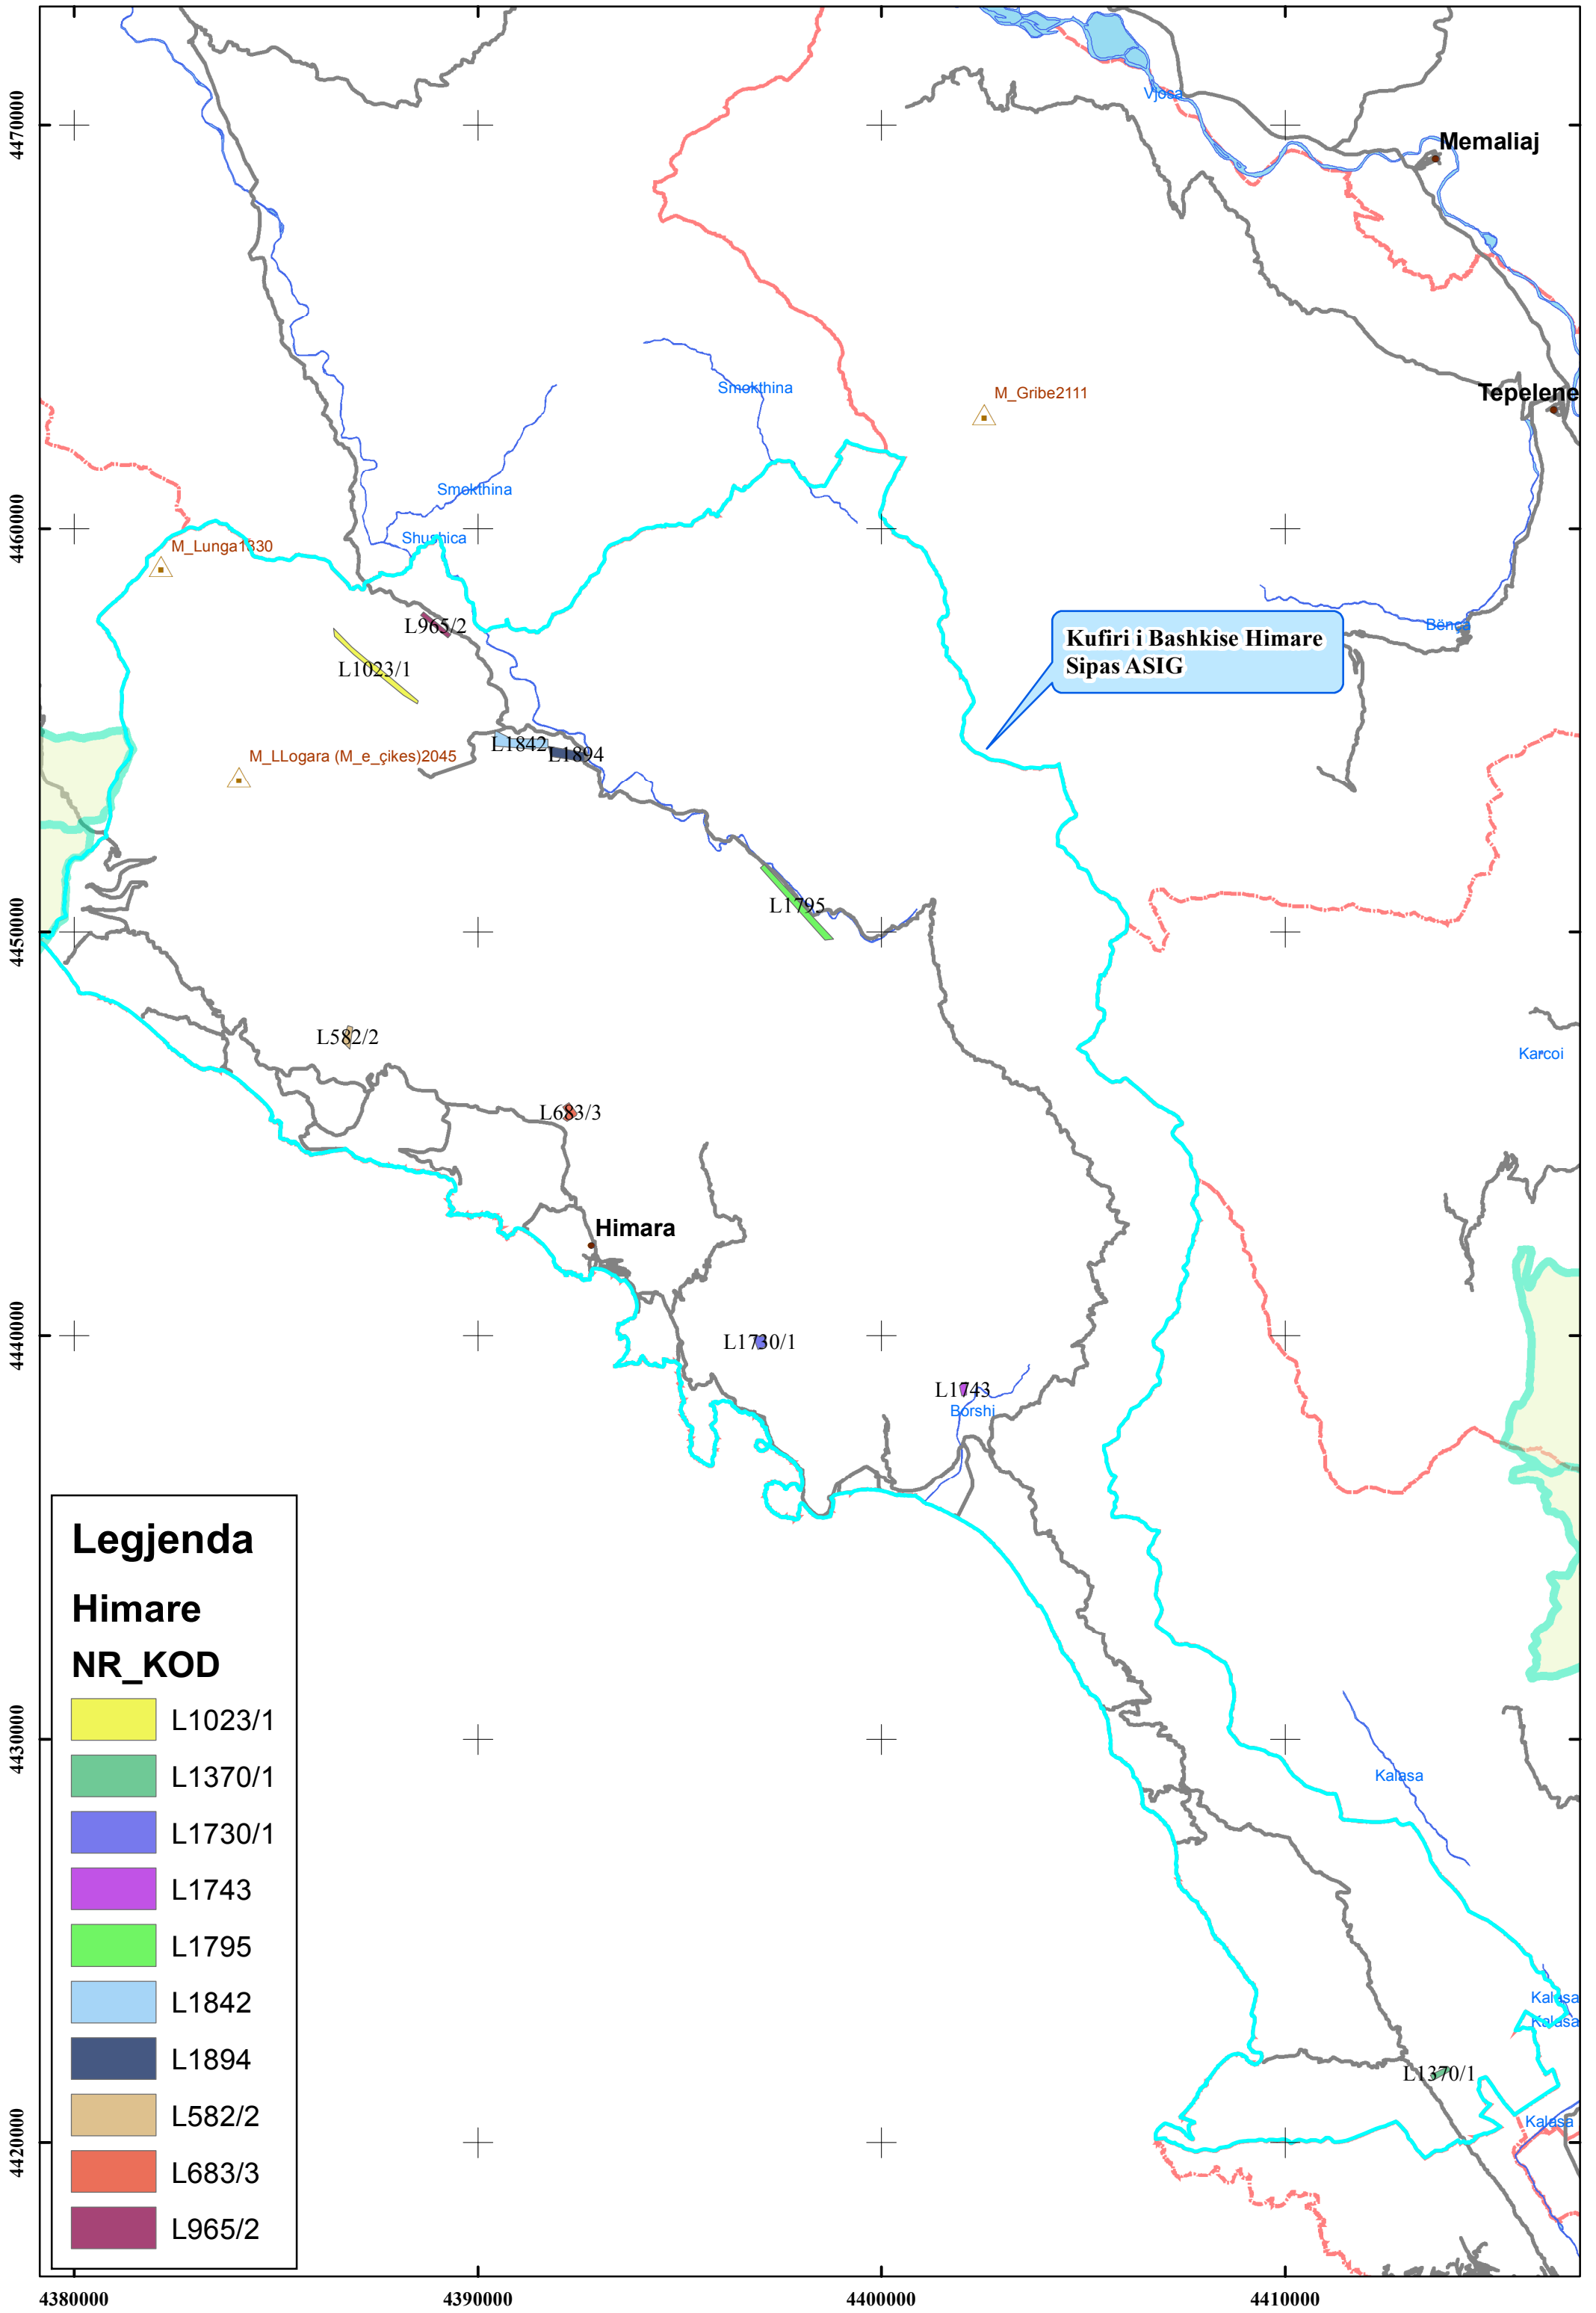 Vjosa
4470000
Memaliaj
Smokthina
M_Gribe2111
Tepelene
Smokthina
4460000
Shushica
M_Lunga1330
L965/2
Bënça
Kufiri i Bashkise Himare
Sipas ASIG
L1023/1
L1842
L1894
M_LLogara (M_e_çikes)2045
L1795
4450000
L582/2
Karcoi
L683/3
Himara
4440000
L1730/1
L1743
Borshi
Legjenda
Himare
NR_KOD
L1023/1
L1370/1
L1730/1
L1743
L1795
L1842
L1894
L582/2
L683/3
L965/2
4430000
Kalasa
Kalasa
Kalasa
L1370/1
Kalasa
4420000
4380000
4390000
4400000
4410000